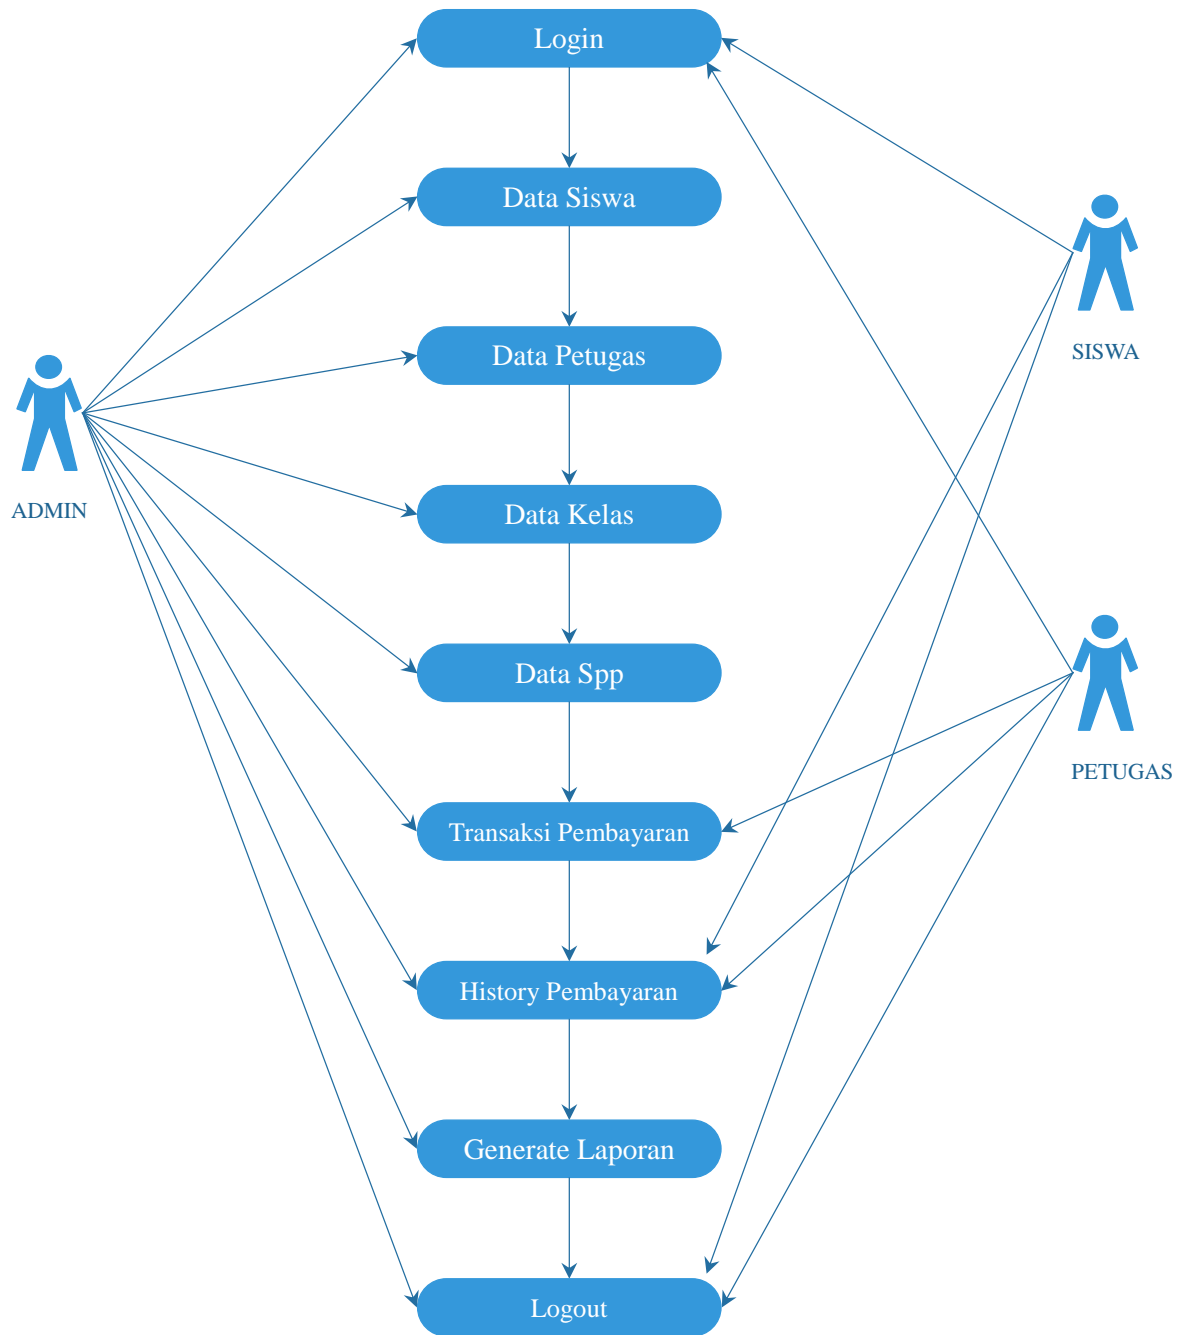 Login
Data Siswa
SISWA
Data Petugas
ADMIN
Data Kelas
Data Spp
PETUGAS
Transaksi Pembayaran
History Pembayaran
Generate Laporan
Logout